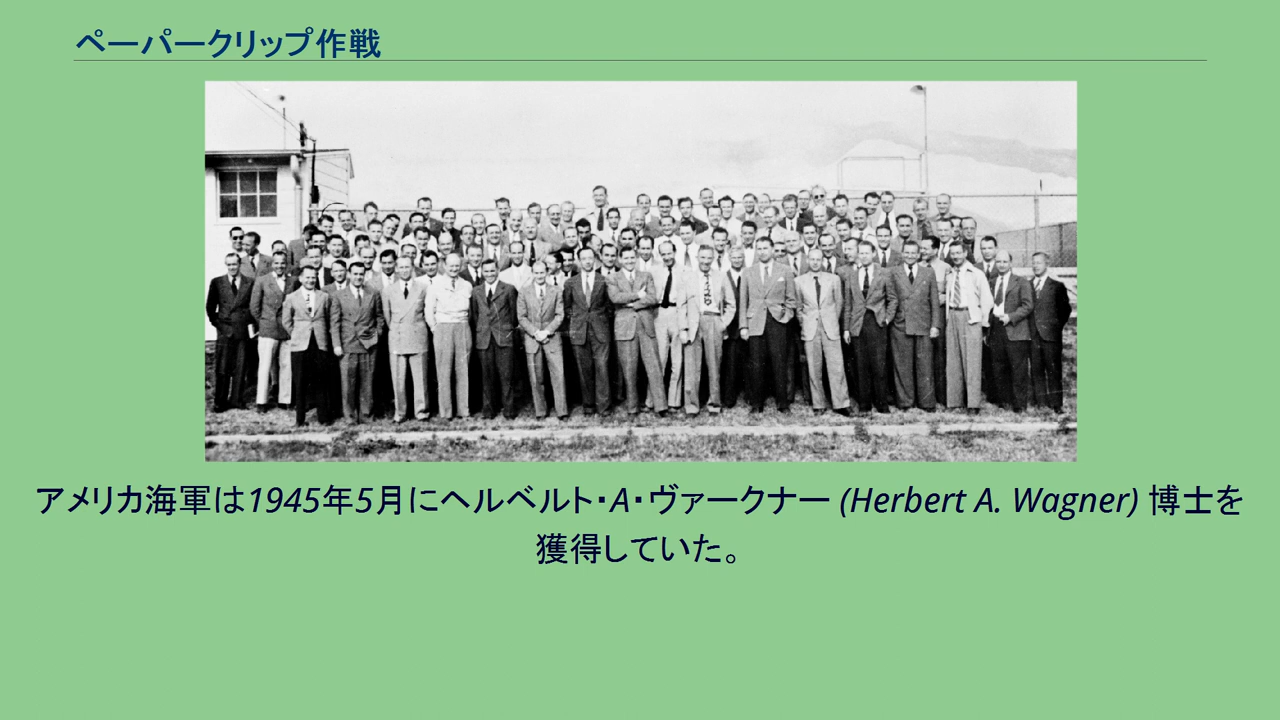 ペーパークリップ作戦
アメリカ海軍は1945年5月にヘルベルト・A・ヴァークナー (Herbert A. Wagner) 博士を
獲得していた。